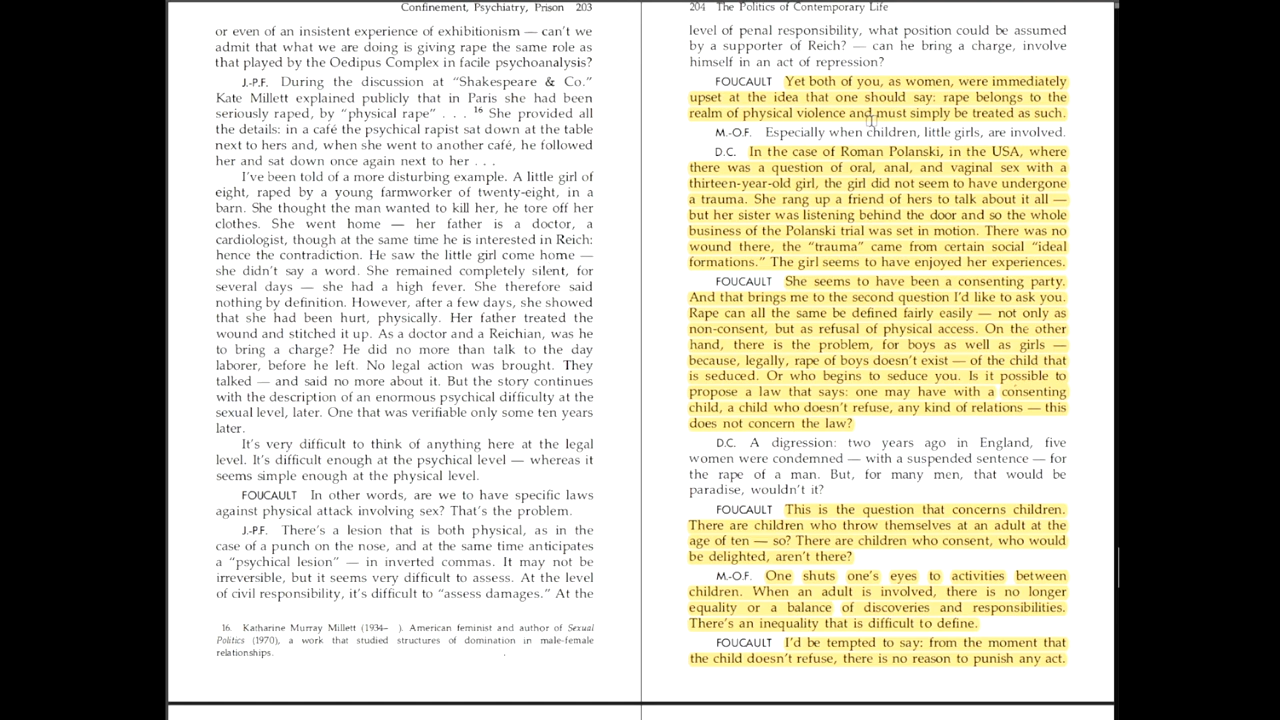 Confinement, Psychiatry, Prison 203
or even of an insistent experience of exhibitionism — can't we
admit that what we are doing is giving rape the same role as
that played by the Oedipus Complex in facile psychoanalysis?
J.-P.F. During the discussion at "Shakespeare & Co."
Kate Millett explained publicly that in Paris she had been
seriously raped, by "physical rape" . . . 16 She provided all
the details: in a café the psychical rapist sat down at the table
next to hers and, when she went to another café, he followed
her and sat down once again next to her . . .
I've been told of a more disturbing example. A little girl of
eight, raped by a young farmworker of twenty-eight, in a
barn. She thought the man wanted to kill her, he tore off her
clothes. She went home — her father is a doctor, a
cardiologist, though at the same time he is interested in Reich:
hence the contradiction. He saw the little girl come home —
she didn't say a word. She remained completely silent, for
several days — she had a high fever. She therefore said
nothing by definition. However, after a few days, she showed
that she had been hurt, physically. Her father treated the
wound and stitched it up. As a doctor and a Reichian, was he
to bring a charge? He did no more than talk to the day
laborer, before he left. No legal action was brought. They
talked — and said no more about it. But the story continues
with the description of an enormous psychical difficulty at the
sexual level, later. One that was verifiable only some ten years
later.
It's very difficult to think of anything here at the legal
level. It's difficult enough at the psychical level — whereas it
seems simple enough at the physical level.
FOUCAULT In other words, are we to have specific laws
against physical attack involving sex? That's the problem.
J.-P.F. There's a lesion that is both physical, as in the
case of a punch on the nose, and at the same time anticipates
a "psychical lesion" — in inverted commas. It may not be
irreversible, but it seems very difficult to assess. At the level
of civil responsibility, it's difficult to "assess damages." At the
16. Katharine Murray Millett (1934– ). American feminist and author of Sexual
Politics (1970), a work that studied structures of domination in male-female
relationships.
204 The Politics of Contemporary Life
level of penal responsibility, what position could be assumed
by a supporter of Reich? — can he bring a charge, involve
himself in an act of repression?
FOUCAULT Yet both of you, as women, were immediately
upset at the idea that one should say: rape belongs to the
realm of physical violence and must simply be treated as such.
M.-O.F. Especially when children, little girls, are involved.
D.C. In the case of Roman Polanski, in the USA, where
there was a question of oral, anal, and vaginal sex with a
thirteen-year-old girl, the girl did not seem to have undergone
a trauma. She rang up a friend of hers to talk about it all —
but her sister was listening behind the door and so the whole
business of the Polanski trial was set in motion. There was no
wound there, the "trauma" came from certain social "ideal
formations." The girl seems to have enjoyed her experiences.
FOUCAULT She seems to have been a consenting party.
And that brings me to the second question I'd like to ask you.
Rape can all the same be defined fairly easily — not only as
non-consent, but as refusal of physical access. On the other
hand, there is the problem, for boys as well as girls —
because, legally, rape of boys doesn't exist — of the child that
is seduced. Or who begins to seduce you. Is it possible to
propose a law that says: one may have with a consenting
child, a child who doesn't refuse, any kind of relations — this
does not concern the law?
D.C. A digression: two years ago in England, five
women were condemned — with a suspended sentence — for
the rape of a man. But, for many men, that would be
paradise, wouldn't it?
FOUCAULT This is the question that concerns children.
There are children who throw themselves at an adult at the
age of ten — so? There are children who consent, who would
be delighted, aren't there?
M.-O.F. One shuts one's eyes to activities between
children. When an adult is involved, there is no longer
equality or a balance of discoveries and responsibilities.
There's an inequality that is difficult to define.
FOUCAULT I'd be tempted to say: from the moment that
the child doesn't refuse, there is no reason to punish any act.